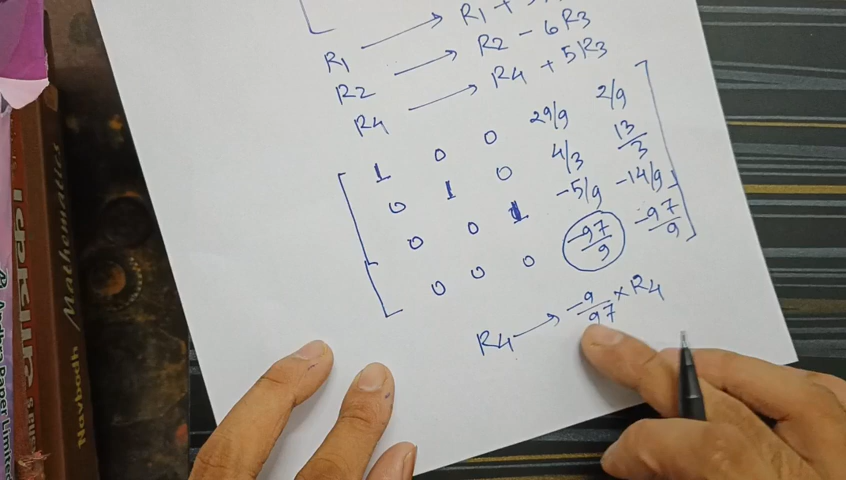 R1 → R1 +
R2 → R2 - 6R3
R4 → R4 + 5R3
1 0 0 29/9 2/9
0 1 0 4/3 13/3
0 0 1 -5/9 -14/9
0 0 0 -97/9 -97/9
R4 → -9/97 × R4
Mathematics
Navbodh